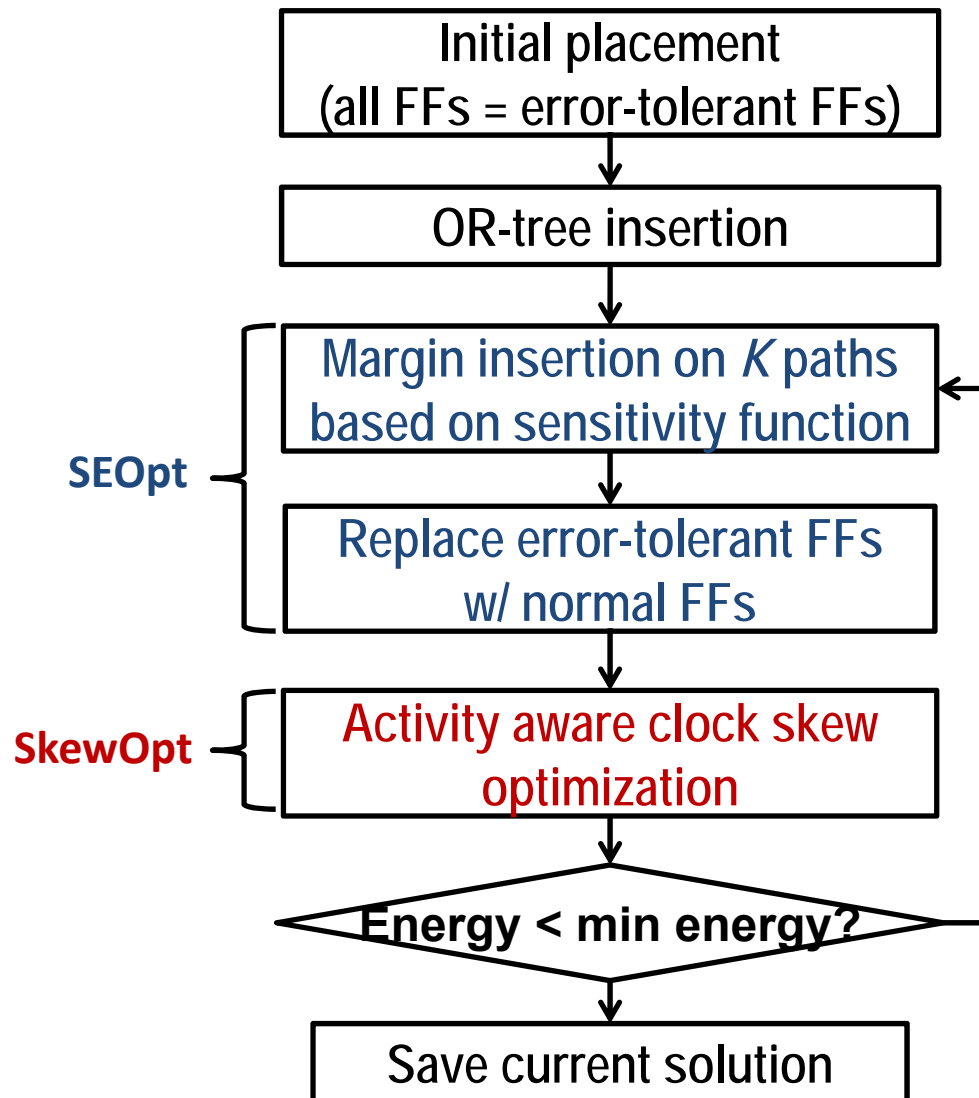 Initial placement
(all FFs = error-tolerant FFs)
OR-tree insertion
Margin insertion on K paths
based on sensitivity function
SEOpt
Replace error-tolerant FFs
w/ normal FFs
Activity aware clock skew
SkewOpt
optimization
Energy < min energy?
Save current solution